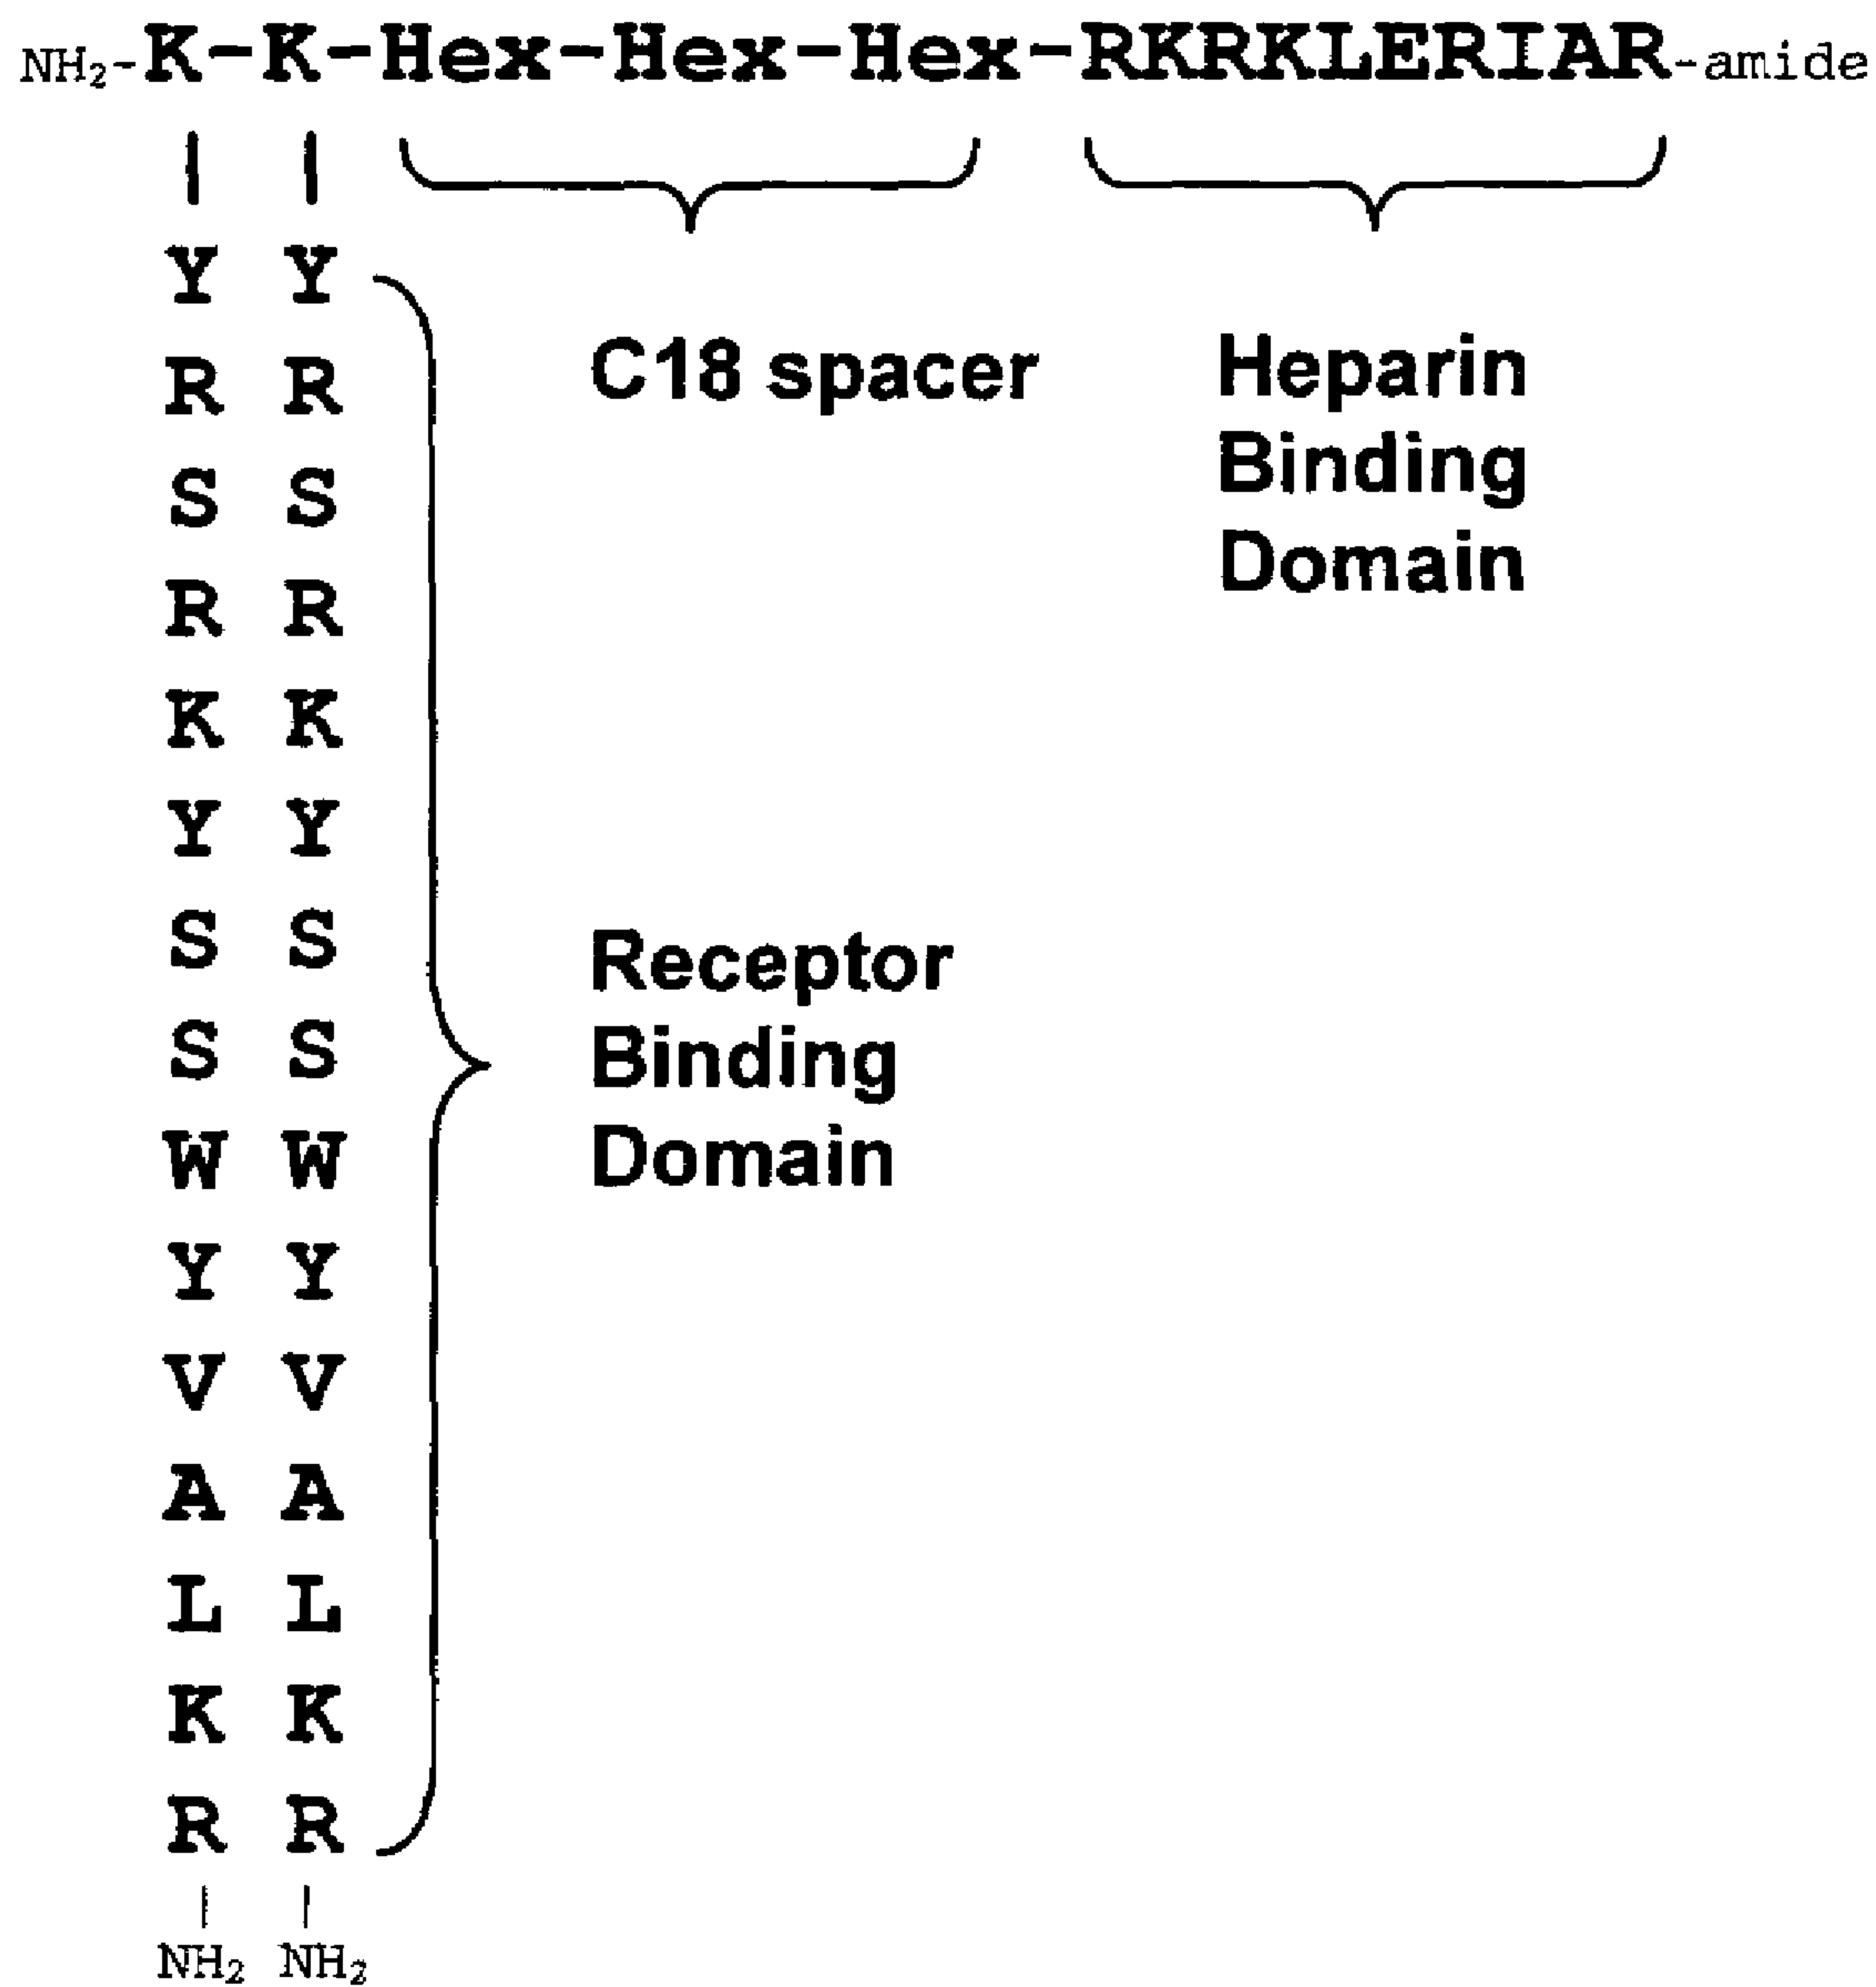 NH₂-K-K-Hex-Hex-Hex-RKRKLERIAR-amide
Y Y
R R
S S
R R
K K
Y Y
S S
S S
W W
Y Y
V V
A A
L L
K K
R R
NH₂ NH₂
C18 spacer
Heparin
Binding
Domain
Receptor
Binding
Domain